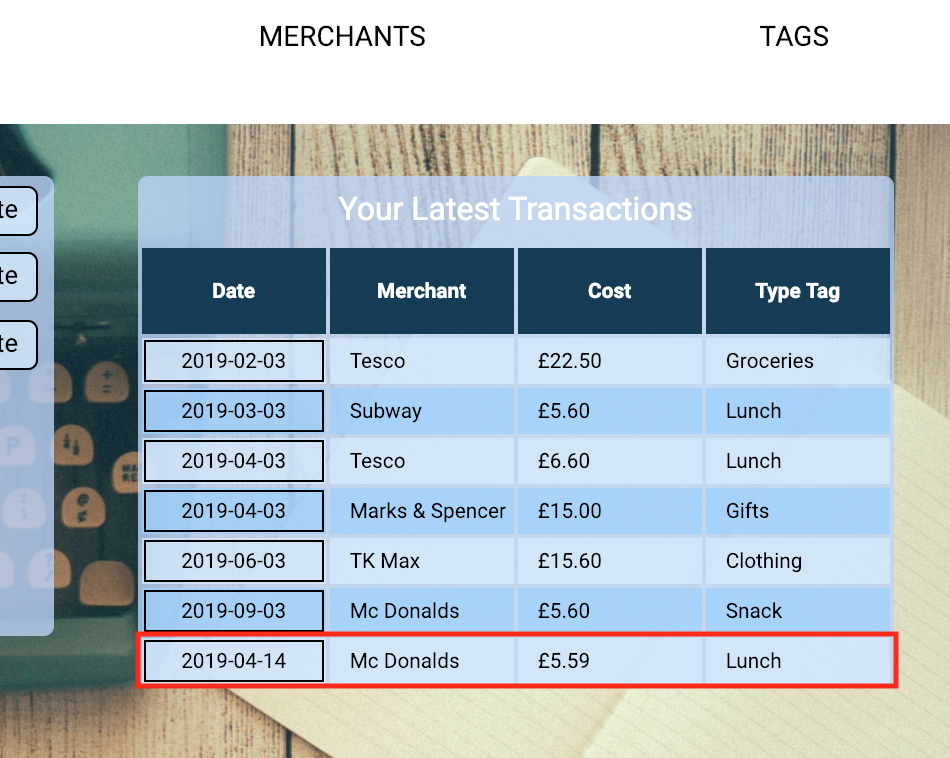 MERCHANTS TAGS
te
te
te
Your Latest Transactions
Date Merchant Cost Type Tag
2019-02-03 Tesco £22.50 Groceries
2019-03-03 Subway £5.60 Lunch
2019-04-03 Tesco £6.60 Lunch
2019-04-03 Marks & Spencer £15.00 Gifts
2019-06-03 TK Max £15.60 Clothing
2019-09-03 Mc Donalds £5.60 Snack
2019-04-14 Mc Donalds £5.59 Lunch